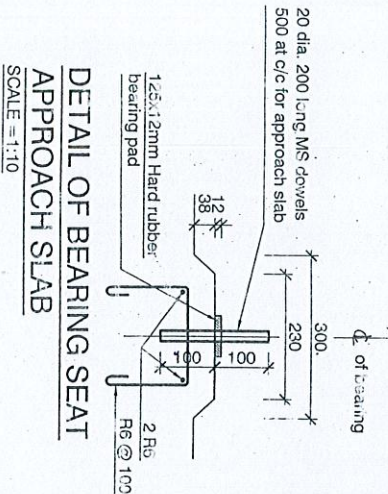 20 dia. 200 long MS dowels
500 at c/c for approach slab
℄ of bearing
300.
230
12
38
100
100
125x12mm Hard rubber
bearing pad
2 R6
R6 @ 100
DETAIL OF BEARING SEAT
APPROACH SLAB
SCALE = 1:10